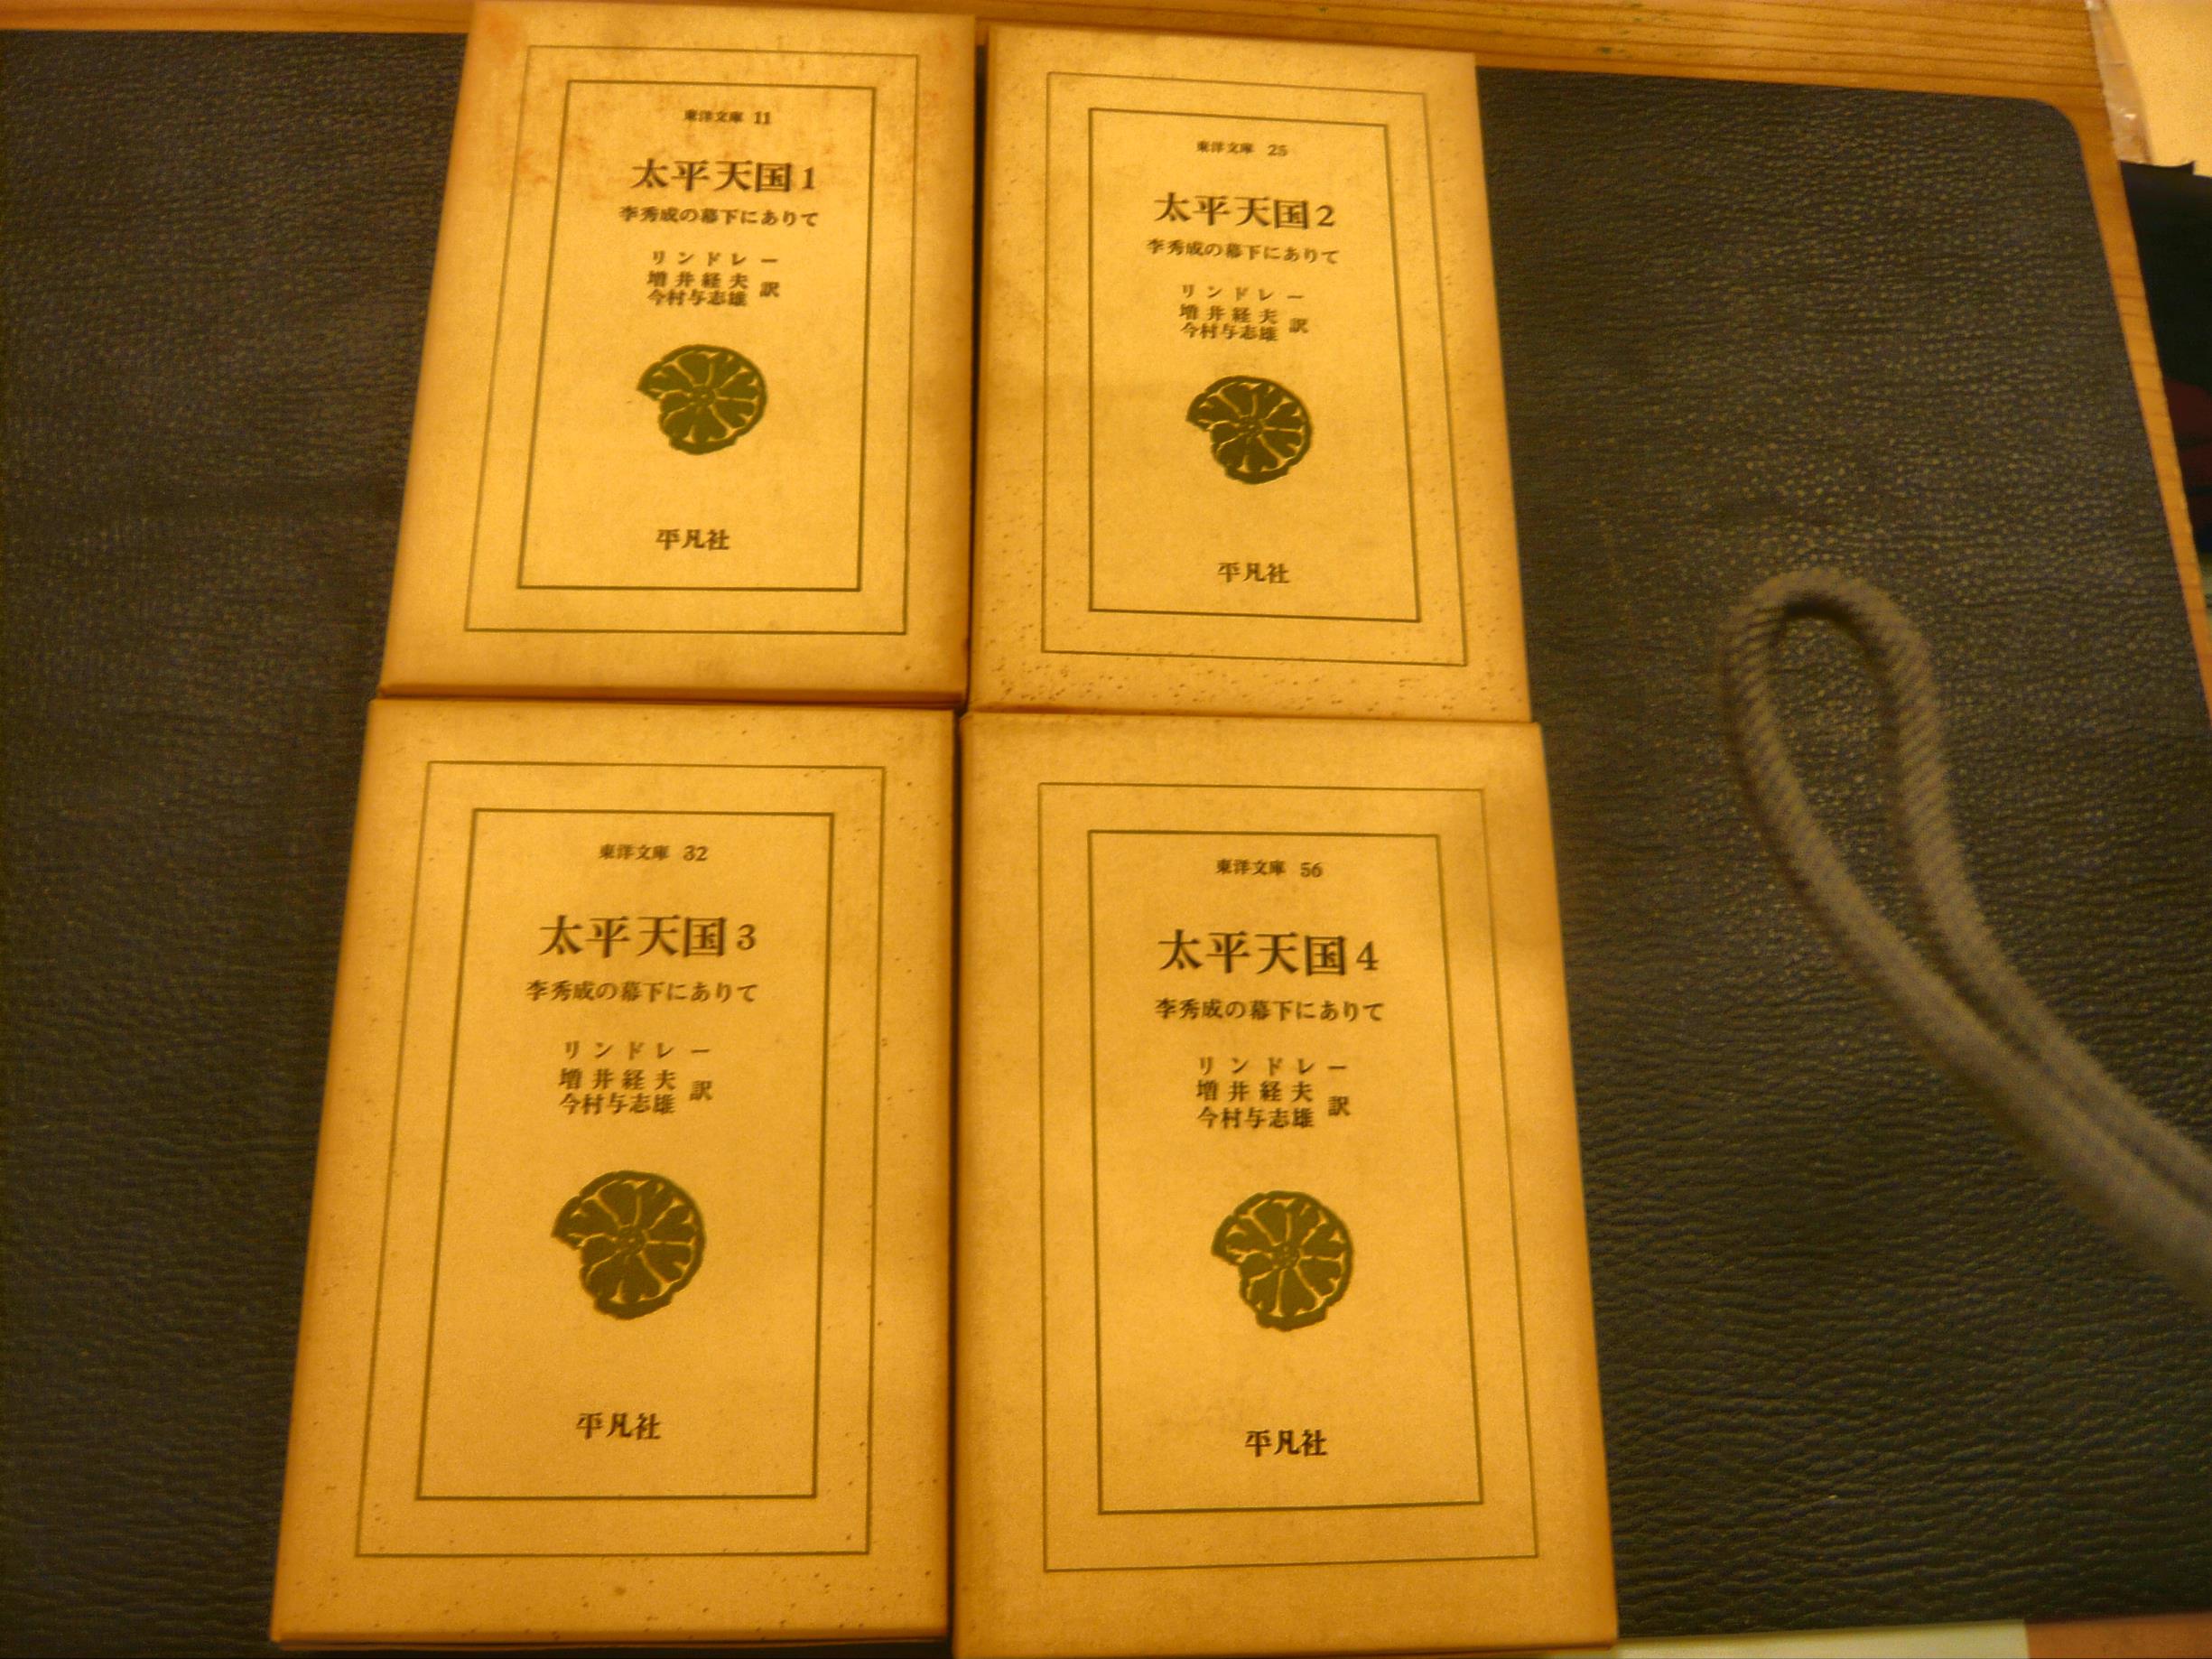 東洋文庫 11
太平天国1
李秀成の幕下にありて
リンドレー
増井経夫
今村与志雄 訳
平凡社
東洋文庫 25
太平天国2
李秀成の幕下にありて
リンドレー
増井経夫
今村与志雄 訳
平凡社
東洋文庫 32
太平天国3
李秀成の幕下にありて
リンドレー
増井経夫
今村与志雄 訳
平凡社
東洋文庫 56
太平天国4
李秀成の幕下にありて
リンドレー
増井経夫
今村与志雄 訳
平凡社